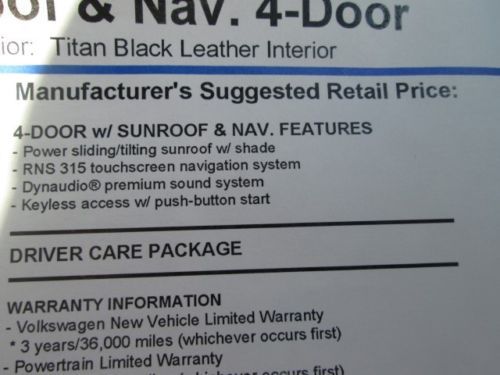 & Nav. 4-Door
Titan Black Leather Interior
Manufacturer's Suggested Retail Price:
4-DOOR w/ SUNROOF & NAV. FEATURES
- Power sliding/tilting sunroof w/ shade
- RNS 315 touchscreen navigation system
- Dynaudio® premium sound system
- Keyless access w/ push-button start
DRIVER CARE PACKAGE
WARRANTY INFORMATION
- Volkswagen New Vehicle Limited Warranty
* 3 years/36,000 miles (whichever occurs first)
- Powertrain Limited Warranty
occurs first)